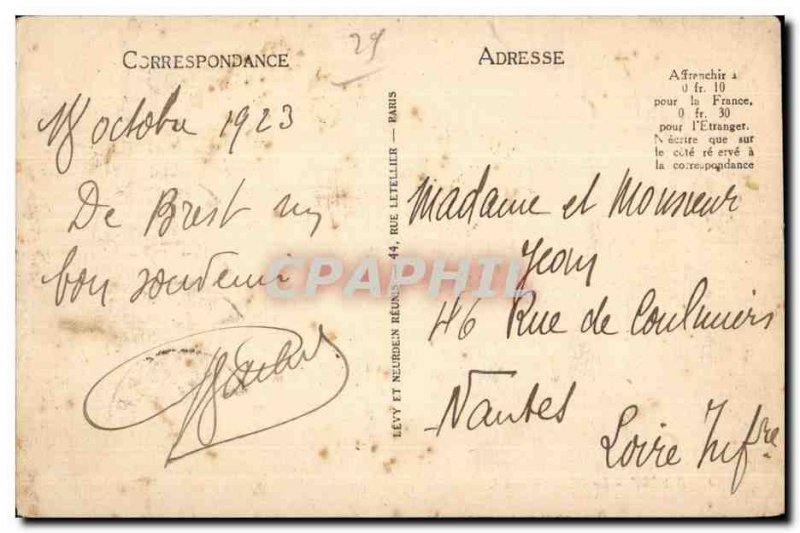 CORRESPONDANCE
29
18 octobre 1923
De Brest un
bon souvenir
LÉVY ET NEURDEIN RÉUNIS — 44, RUE LETELLIER — PARIS
ADRESSE
Affranchir à
0 fr. 10
pour la France,
0 fr. 30
pour l'Etranger.
N'écrire que sur
le côté réservé à
la correspondance
Madame et Monsieur
Jean
46 Rue de Coulmiers
Nantes
Loire Infre
CPAPHIL